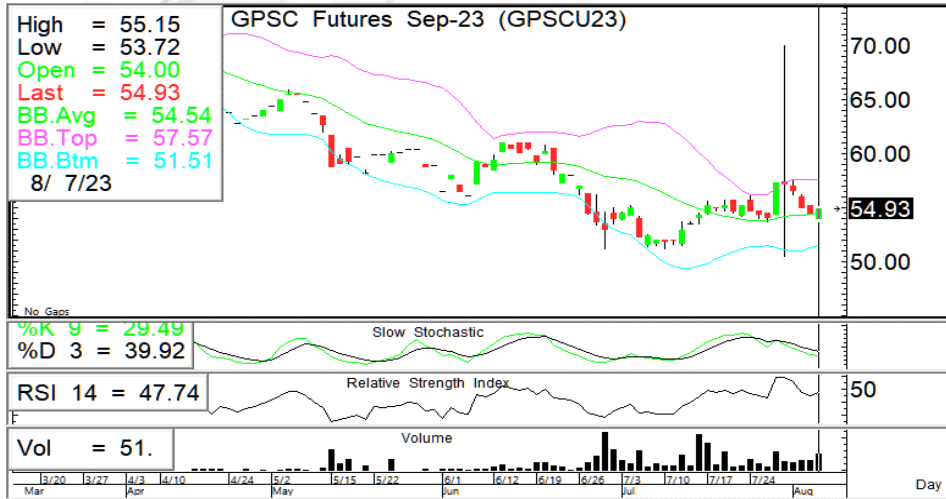 GPSC Futures Sep-23 (GPSCU23)
High = 55.15
Low = 53.72
Open = 54.00
Last = 54.93
BB.Avg = 54.54
BB.Top = 57.57
BB.Btm = 51.51
8/ 7/23
70.00
65.00
60.00
54.93
50.00
No Gaps
%K 9 = 29.49
%D 3 = 39.92
Slow Stochastic
RSI 14 = 47.74
Relative Strength Index
50
Vol = 51.
Volume
3/20 3/27 4/3 4/10 4/24 5/2 5/15 5/22 6/1 6/12 6/19 6/26 7/3 7/10 7/17 7/24
Mar Apr May Jun Jul Aug
Day